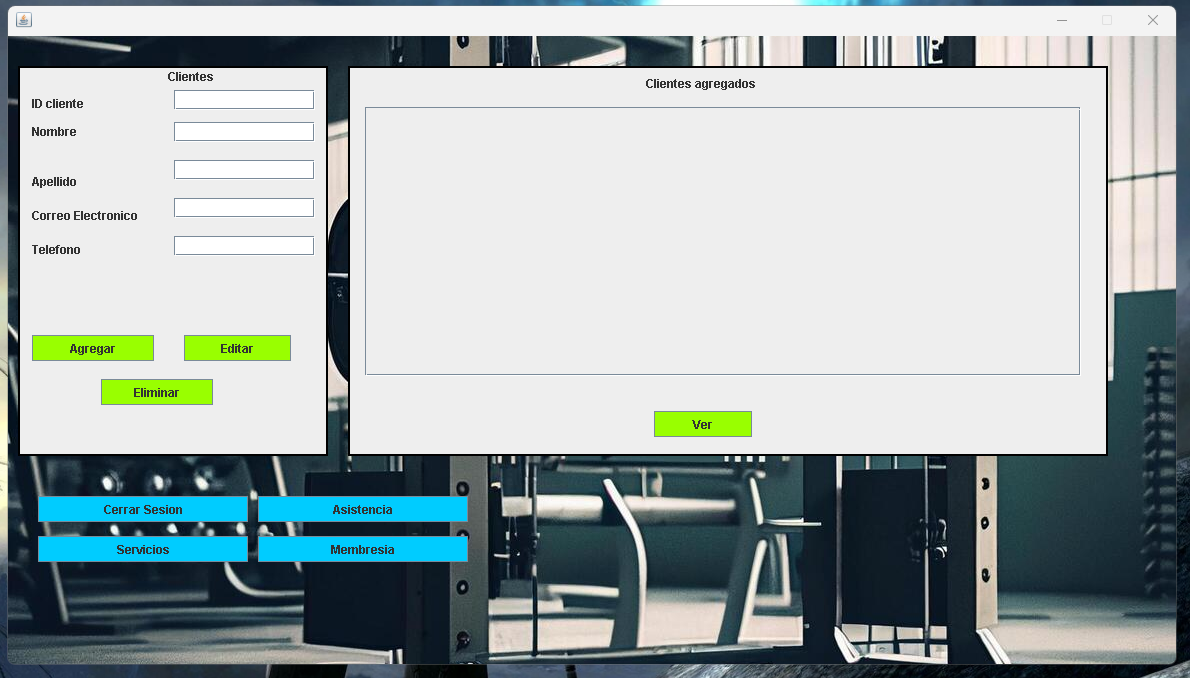 Clientes
ID cliente
Nombre
Apellido
Correo Electronico
Telefono
Agregar
Editar
Eliminar
Clientes agregados
Ver
Cerrar Sesion
Asistencia
Servicios
Membresia